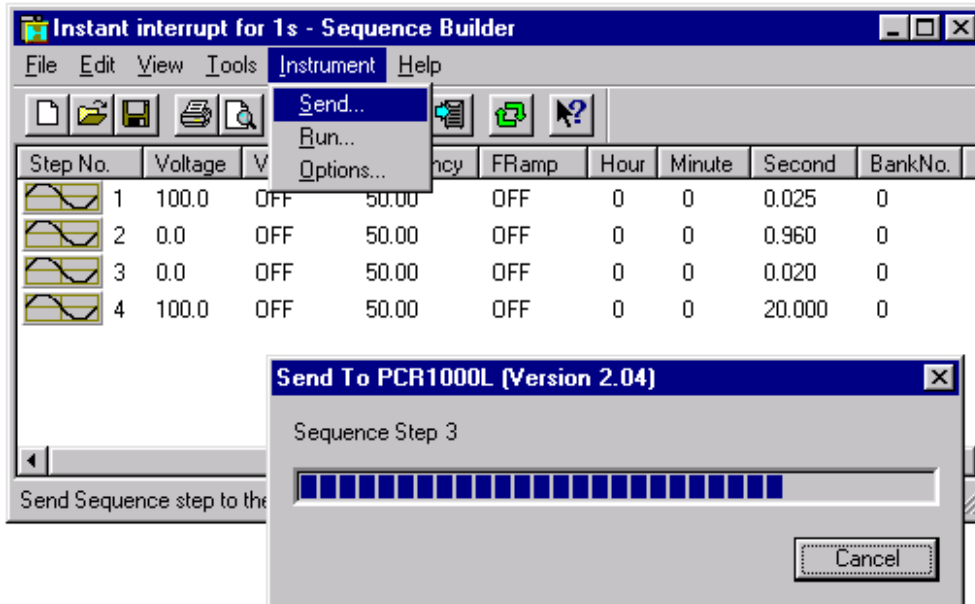 Instant interrupt for 1s - Sequence Builder
File Edit View Tools Instrument Help
Send...
Run...
Options...
Step No. Voltage V ncy FRamp Hour Minute Second BankNo.
1 100.0 OFF 50.00 OFF 0 0 0.025 0
2 0.0 OFF 50.00 OFF 0 0 0.960 0
3 0.0 OFF 50.00 OFF 0 0 0.020 0
4 100.0 OFF 50.00 OFF 0 0 20.000 0
Send To PCR1000L (Version 2.04)
Sequence Step 3
Send Sequence step to the
Cancel